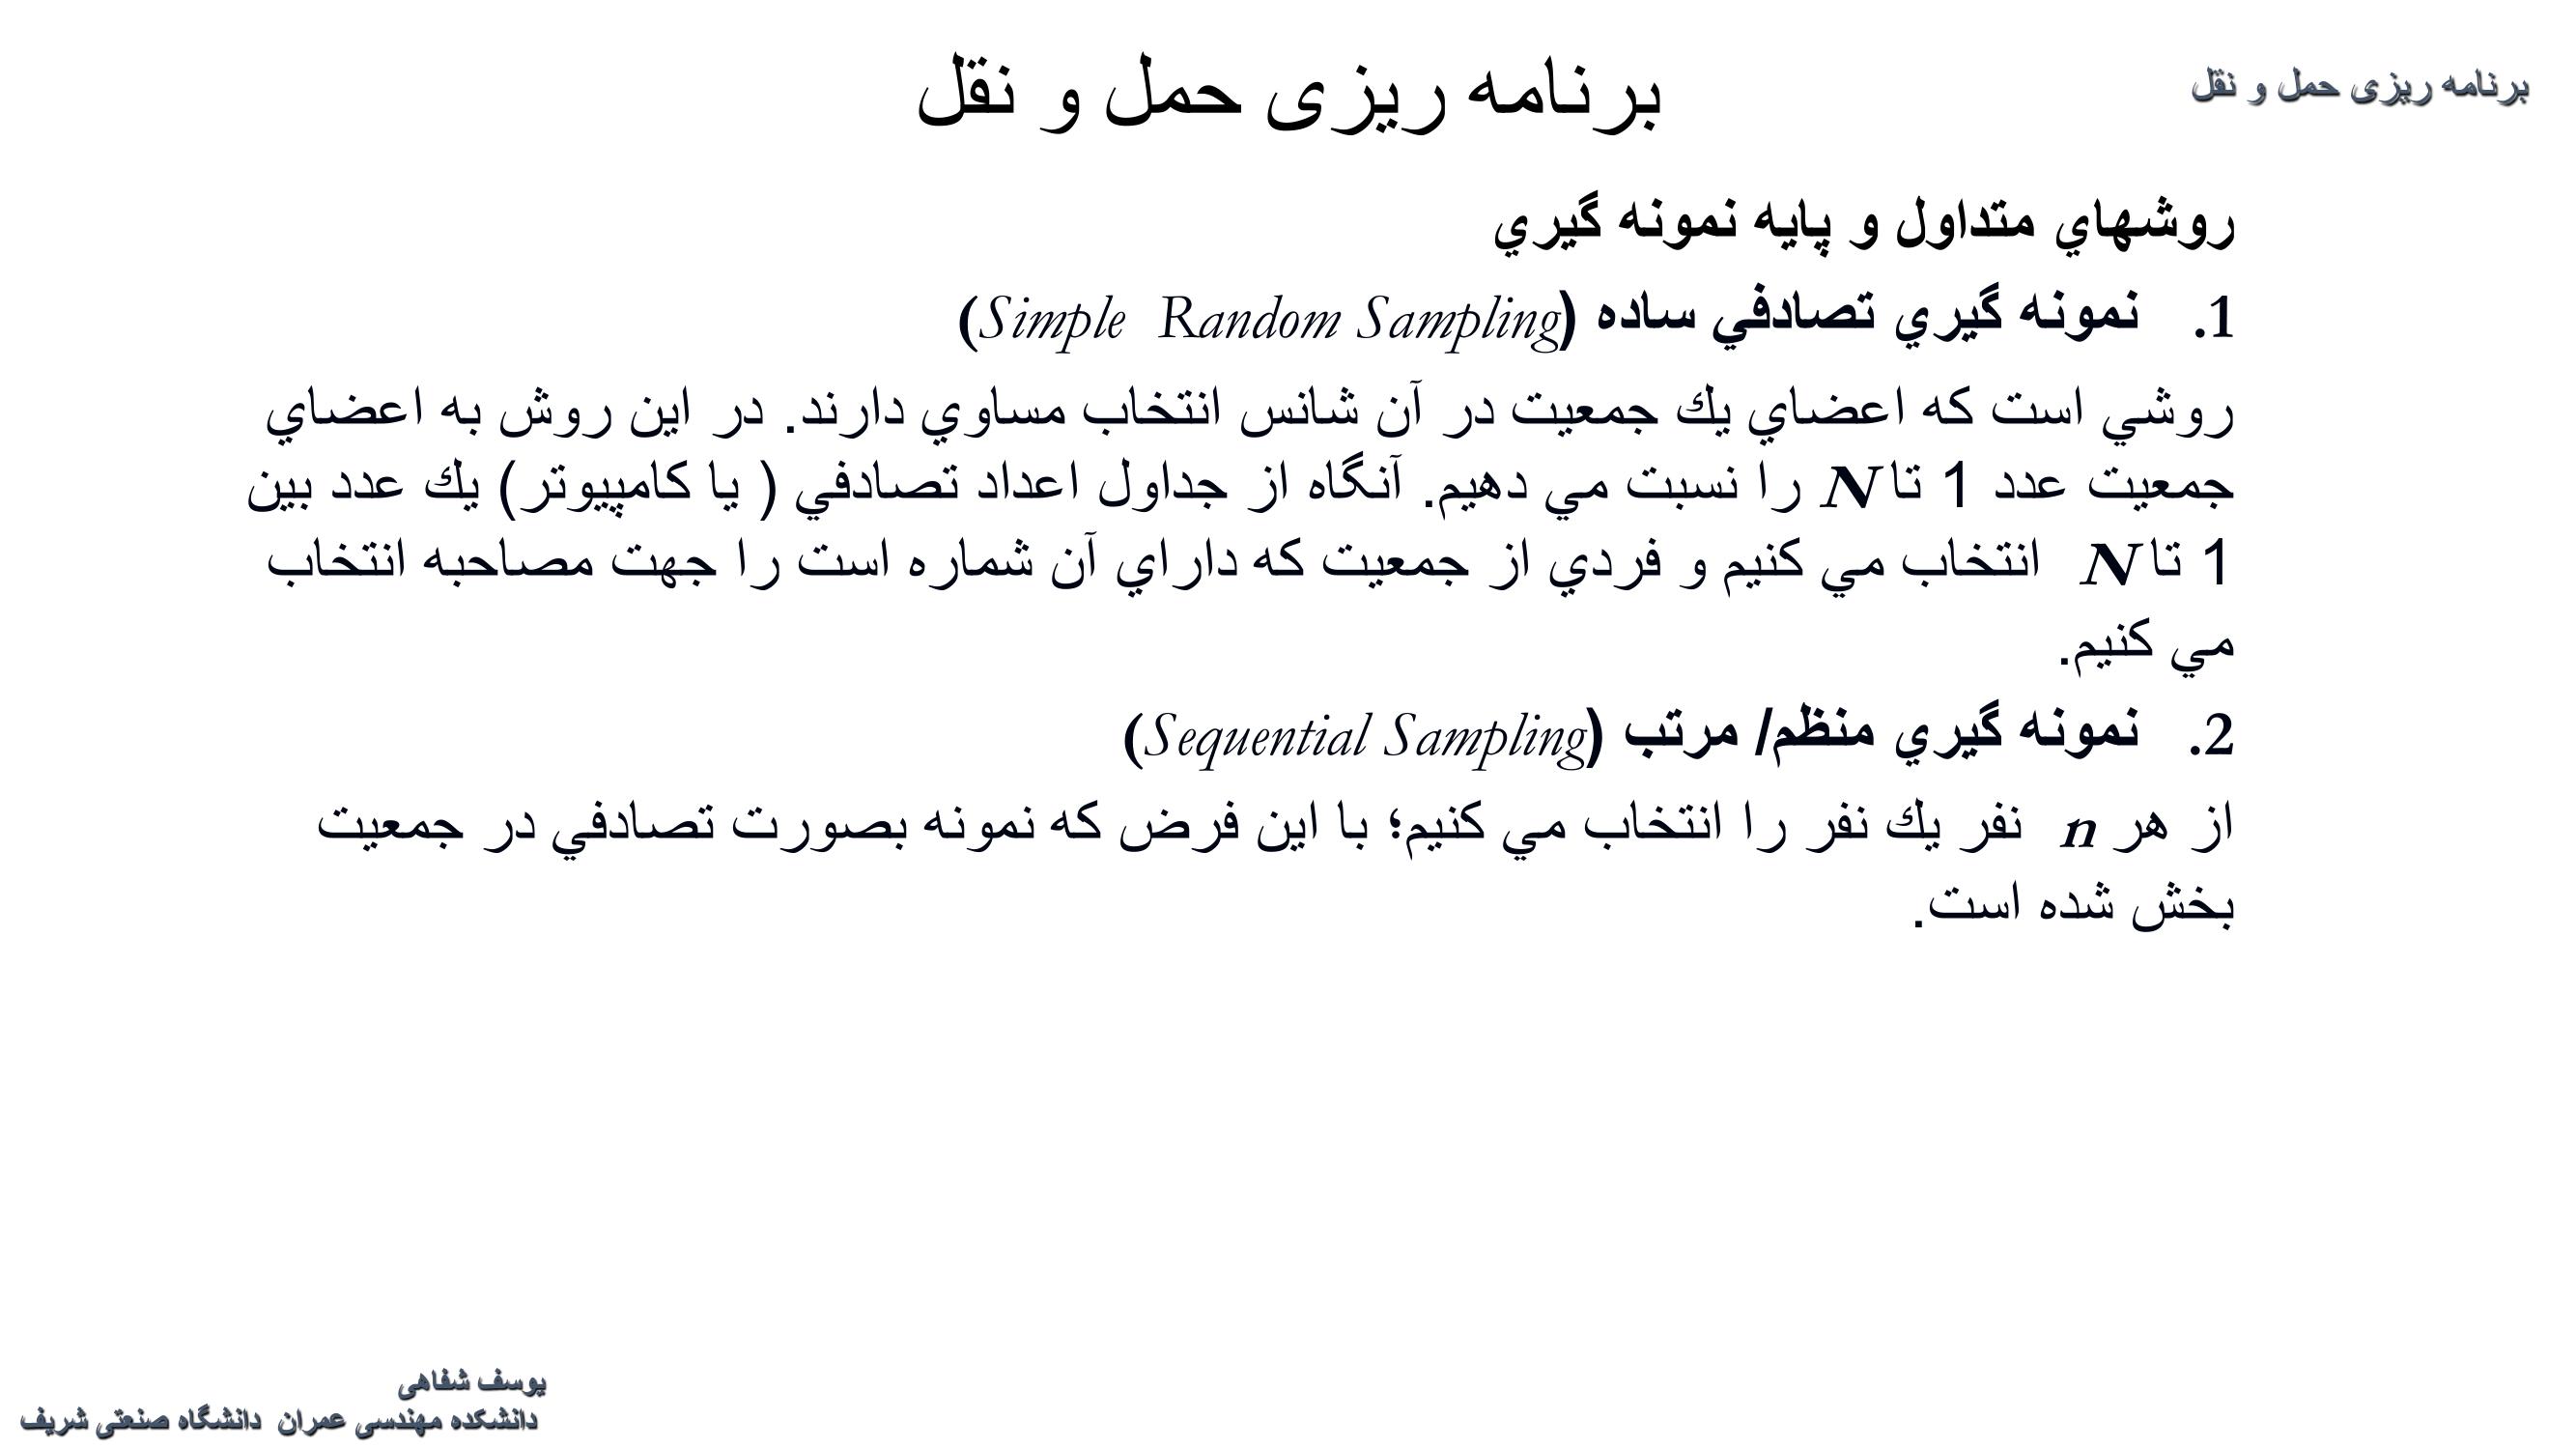 برنامه ریزی حمل و نقل
برنامه ریزی حمل و نقل
روشهاي متداول و پايه نمونه گيري
1. نمونه گيري تصادفي ساده (Simple Random Sampling)
روشي است كه اعضاي يك جمعيت در آن شانس انتخاب مساوي دارند. در اين روش به اعضاي
جمعيت عدد 1 تا N را نسبت مي دهيم. آنگاه از جداول اعداد تصادفي ( يا كامپيوتر) يك عدد بين
1 تا N انتخاب مي كنيم و فردي از جمعيت كه داراي آن شماره است را جهت مصاحبه انتخاب
مي كنيم.
2. نمونه گيري منظم/ مرتب (Sequential Sampling)
از هر n نفر يك نفر را انتخاب مي كنيم؛ با اين فرض كه نمونه بصورت تصادفي در جمعيت
بخش شده است.
یوسف شفاهی
دانشکده مهندسی عمران دانشگاه صنعتی شریف